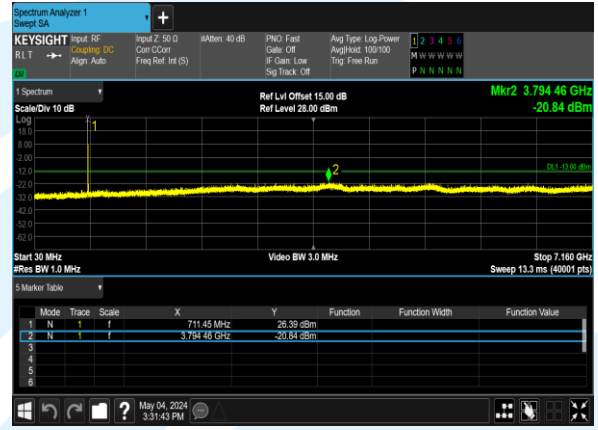 Spectrum Analyzer 1
Swept SA
KEYSIGHT Input: RF Input Z: 50 Ω #Atten: 40 dB PNO: Fast Avg Type: Log-Power 1 2 3 4 5 6
RLT Coupling: DC Corr CCorr Gate: Off Avg|Hold: 100/100 M W W W W W
Align: Auto Freq Ref: Int (S) IF Gain: Low Trig: Free Run
Sig Track: Off P N N N N N
1 Spectrum
Ref Lvl Offset 15.00 dB Mkr2 3.794 46 GHz
Scale/Div 10 dB Ref Level 28.00 dBm -20.84 dBm
Log
1
18.0
8.00
-2.00
DL1 -13.00 dBm
-12.0
2
-22.0
-32.0
-42.0
-52.0
-62.0
Start 30 MHz Video BW 3.0 MHz Stop 7.160 GHz
#Res BW 1.0 MHz Sweep 13.3 ms (40001 pts)
5 Marker Table
Mode Trace Scale X Y Function Function Width Function Value
1 N 1 f 711.45 MHz 26.39 dBm
2 N 1 f 3.794 46 GHz -20.84 dBm
3
4
5
6
May 04, 2024
3:31:43 PM